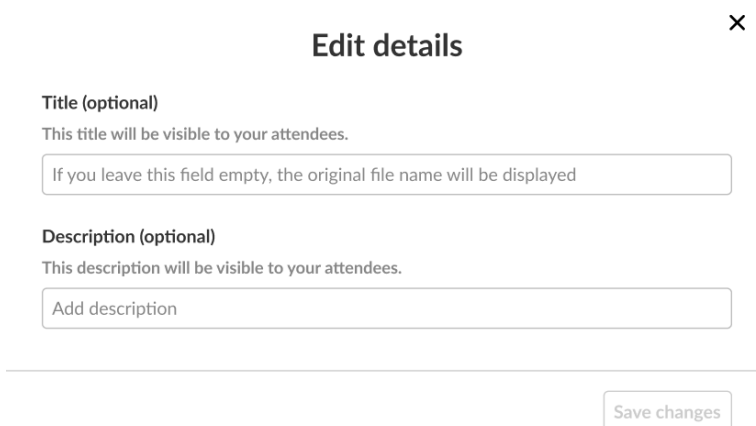 Edit details
Title (optional)
This title will be visible to your attendees.
If you leave this field empty, the original file name will be displayed
Description (optional)
This description will be visible to your attendees.
Add description
Save changes